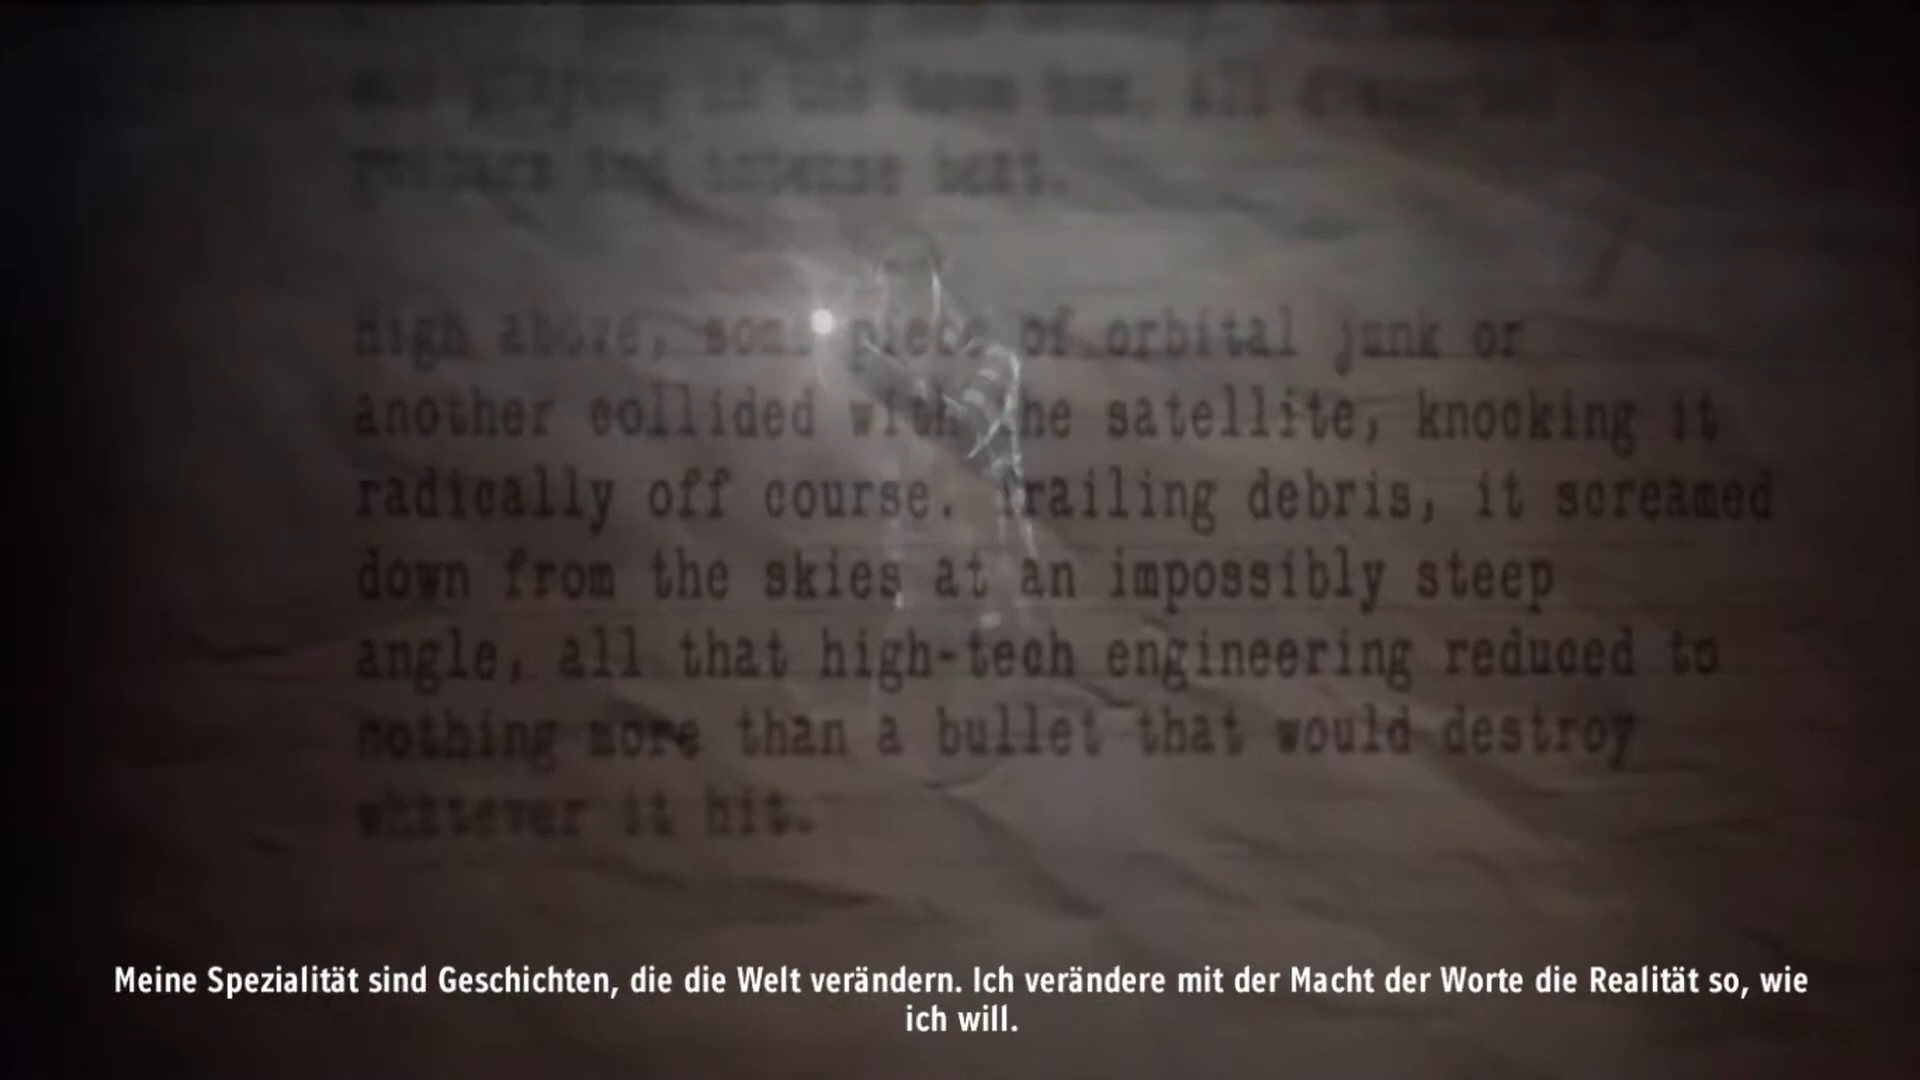 intense heat.
High above, some piece of orbital junk or
another collided with the satellite, knocking it
radically off course. Trailing debris, it screamed
down from the skies at an impossibly steep
angle, all that high-tech engineering reduced to
nothing more than a bullet that would destroy
whatever it hit.
Meine Spezialität sind Geschichten, die die Welt verändern. Ich verändere mit der Macht der Worte die Realität so, wie
ich will.